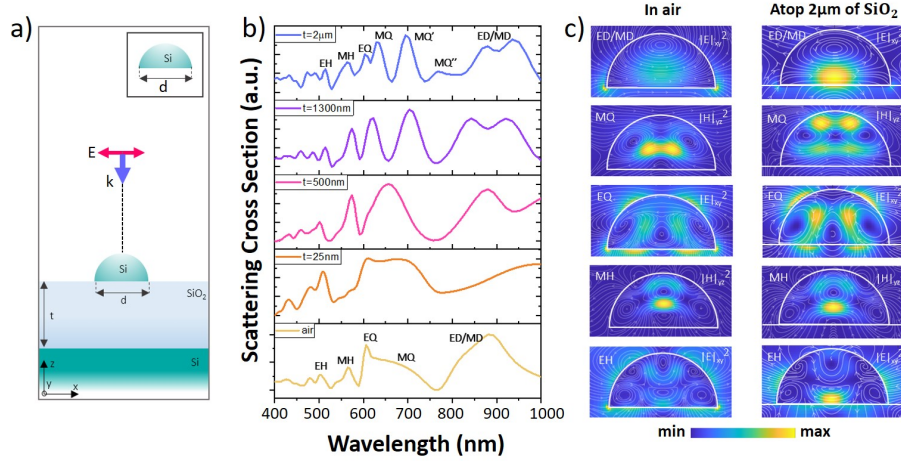 a)
Si
d
E
k
Si
d
SiO2
t
Si
z
y
x
b)
Scattering Cross Section (a.u.)
t=2μm
EH
MH
EQ
MQ
MQ'
MQ''
ED/MD
t=1300nm
t=500nm
t=25nm
air
EH
MH
EQ
MQ
ED/MD
400 500 600 700 800 900 1000
Wavelength (nm)
c)
In air
Atop 2μm of SiO2
ED/MD |E|xy2
ED/MD |E|xy2
MQ |H|yz2
MQ |H|yz2
EQ |E|xy2
EQ |E|xy2
MH |H|yz2
MH |H|yz2
EH |E|xy2
EH |E|xy2
min max